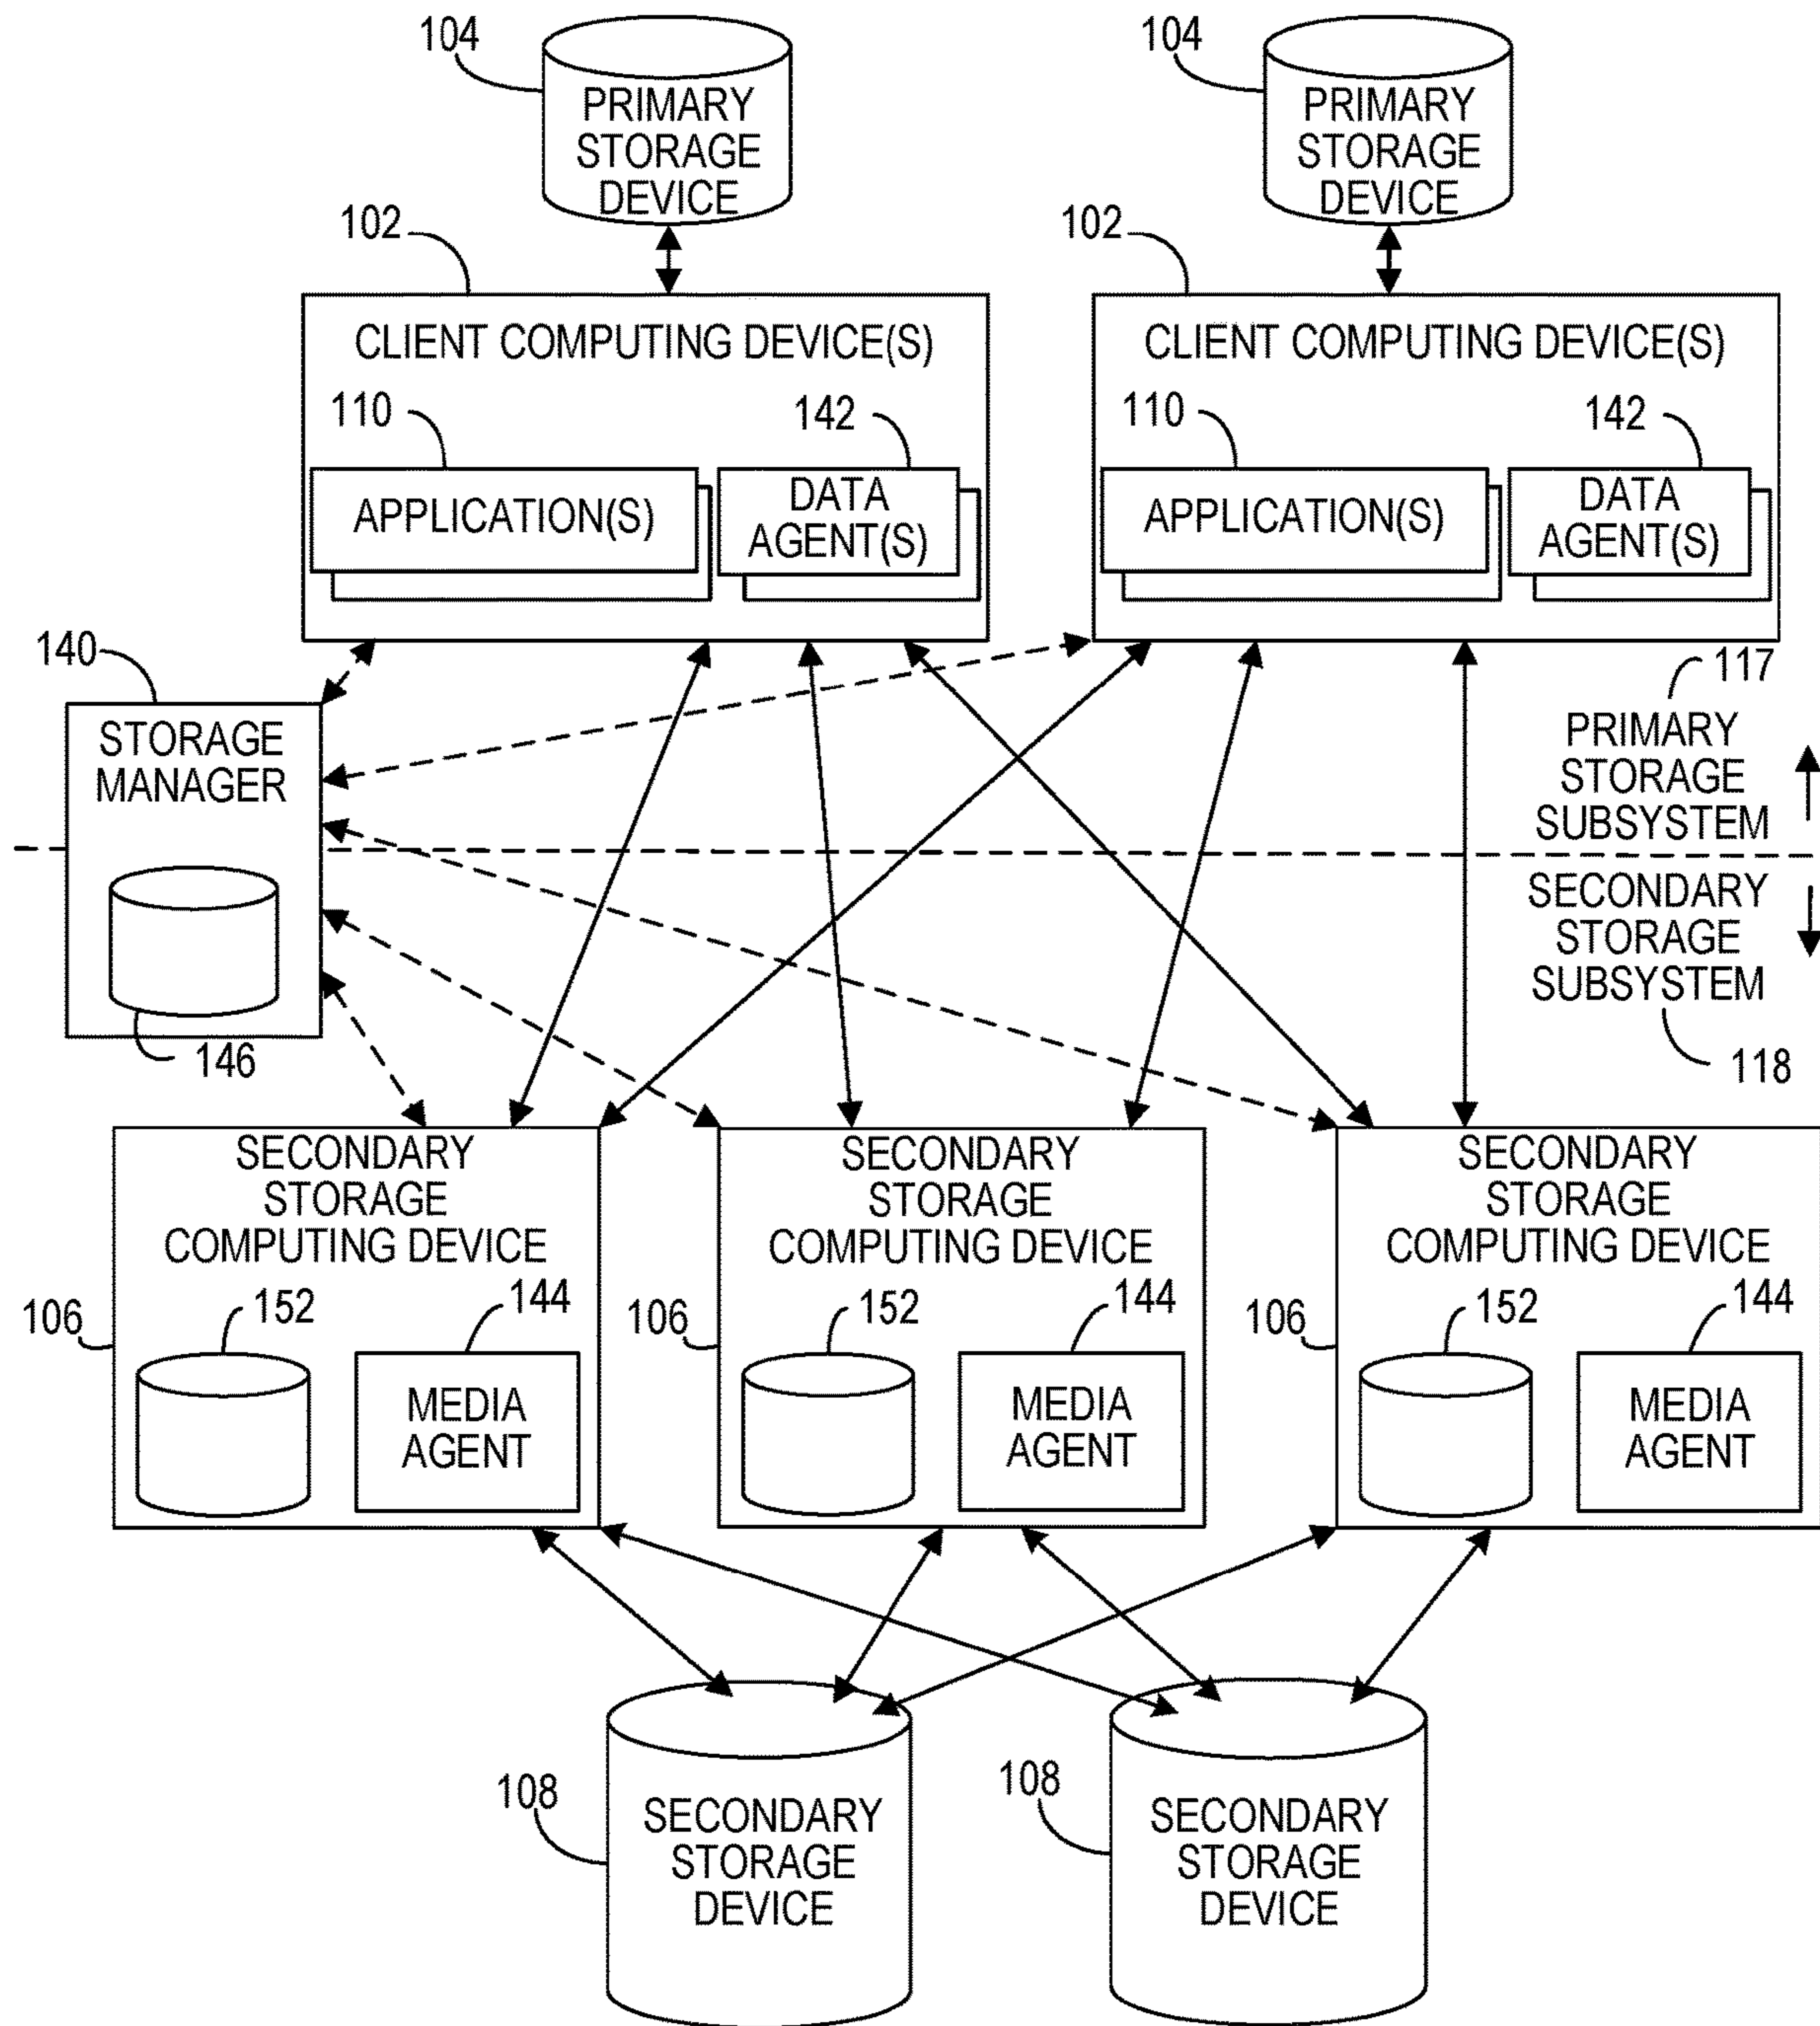 104
PRIMARY
STORAGE
DEVICE
104
PRIMARY
STORAGE
DEVICE
102
CLIENT COMPUTING DEVICE(S)
110
142
APPLICATION(S)
DATA
AGENT(S)
102
CLIENT COMPUTING DEVICE(S)
110
142
APPLICATION(S)
DATA
AGENT(S)
140
STORAGE
MANAGER
146
117
PRIMARY
STORAGE
SUBSYSTEM
SECONDARY
STORAGE
SUBSYSTEM
118
SECONDARY
STORAGE
COMPUTING DEVICE
106
152
144
MEDIA
AGENT
SECONDARY
STORAGE
COMPUTING DEVICE
106
152
144
MEDIA
AGENT
SECONDARY
STORAGE
COMPUTING DEVICE
106
152
144
MEDIA
AGENT
108
SECONDARY
STORAGE
DEVICE
108
SECONDARY
STORAGE
DEVICE